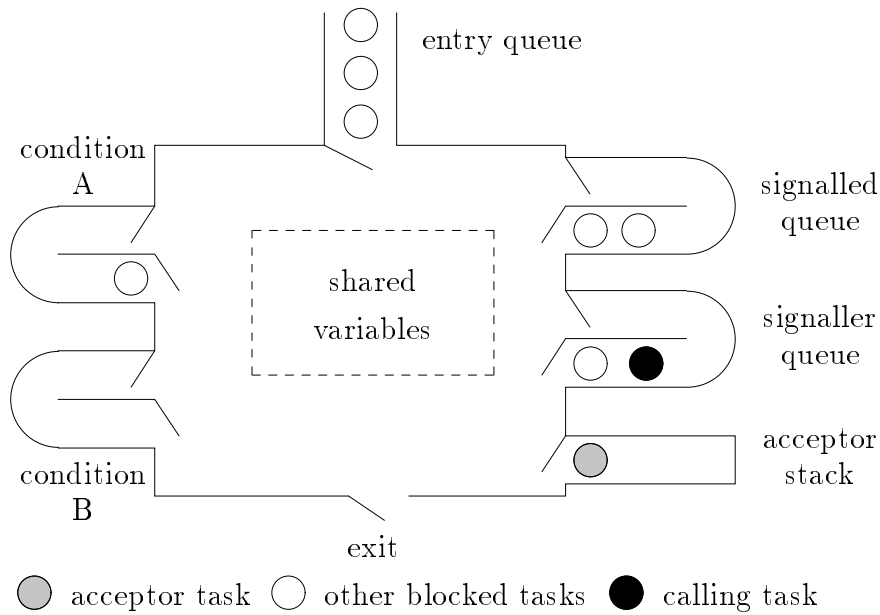 entry queue
condition
A
signalled
queue
shared
variables
signaller
queue
acceptor
stack
condition
B
exit
acceptor task
other blocked tasks
calling task